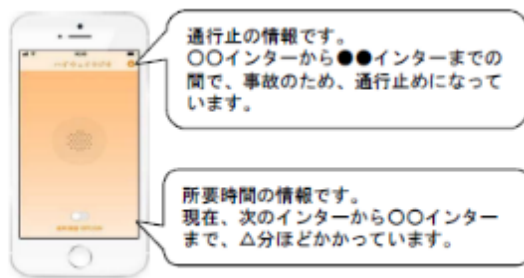 通行止の情報です。
〇〇インターから●●インターまでの
間で、事故のため、通行止めになって
います。
所要時間の情報です。
現在、次のインターから〇〇インター
まで、△分ほどかかっています。